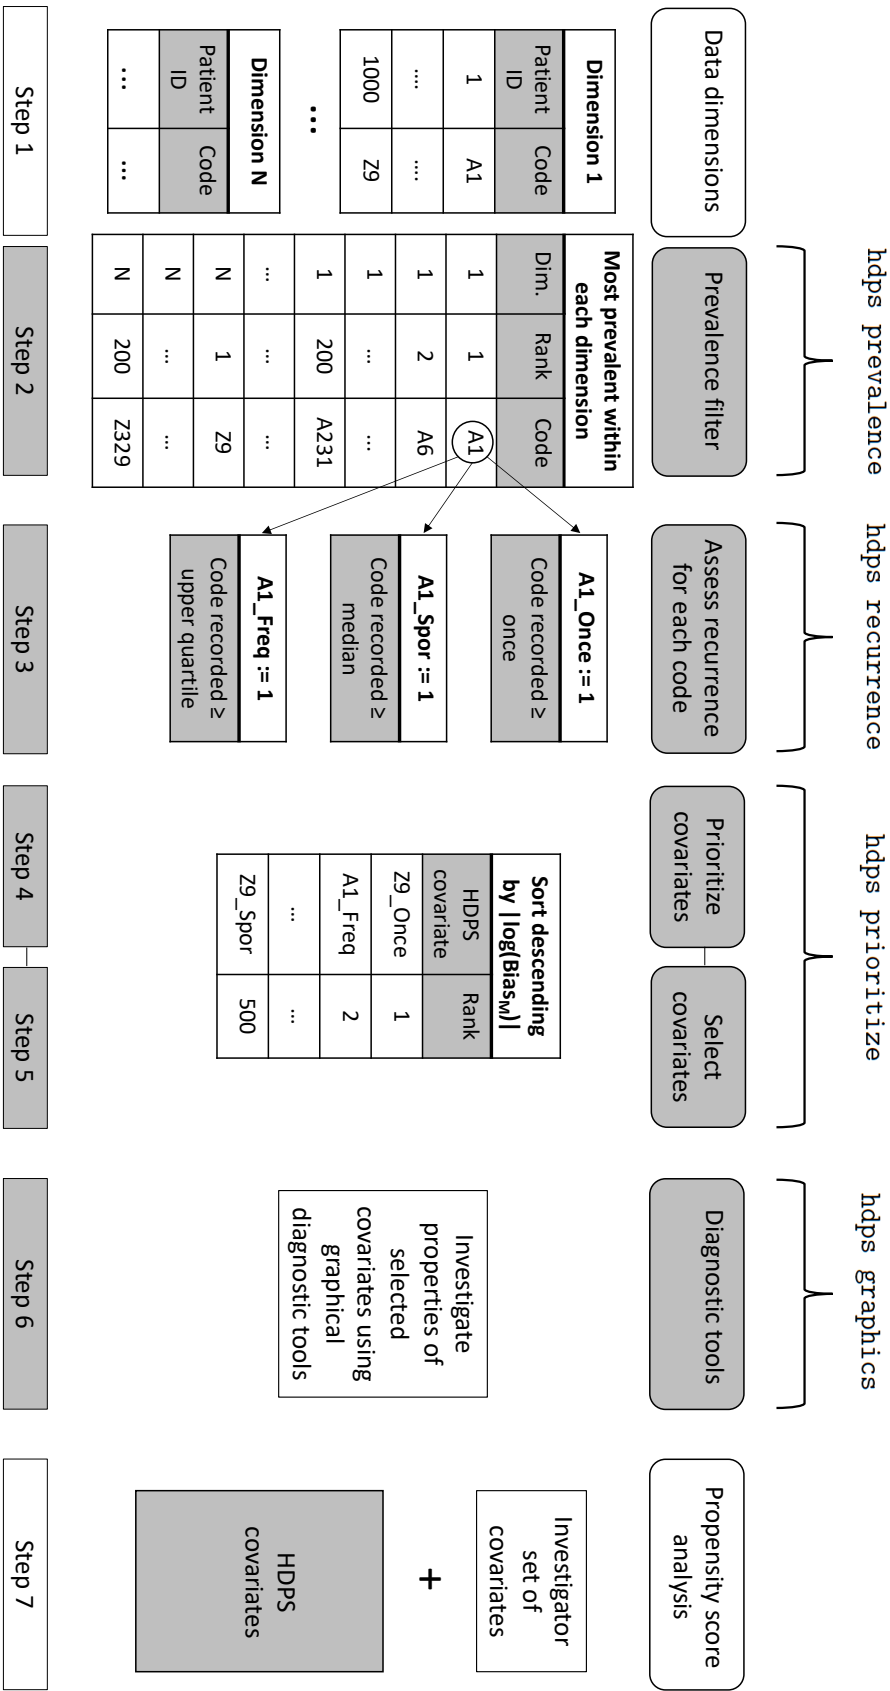 hdps prevalence
hdps recurrence
hdps prioritize
hdps graphics
Data dimensions
Prevalence filter
Assess recurrence
for each code
Prioritize
covariates
Select
covariates
Diagnostic tools
Propensity score
analysis
Dimension 1
Patient
ID
Code
1
A1
....
....
1000
Z9
...
Dimension N
Patient
ID
Code
...
...
Most prevalent within
each dimension
Dim.
Rank
Code
1
1
A1
1
2
A6
1
...
...
1
200
A231
...
...
...
N
1
Z9
N
...
...
N
200
Z329
A1_Once := 1
Code recorded ≥
once
A1_Spor := 1
Code recorded ≥
median
A1_Freq := 1
Code recorded ≥
upper quartile
Sort descending
by |log(Bias_M)|
HDPS
covariate
Rank
Z9_Once
1
A1_Freq
2
...
...
Z9_Spor
500
Investigate
properties of
selected
covariates using
graphical
diagnostic tools
Investigator
set of
covariates
+
HDPS
covariates
Step 1
Step 2
Step 3
Step 4
Step 5
Step 6
Step 7